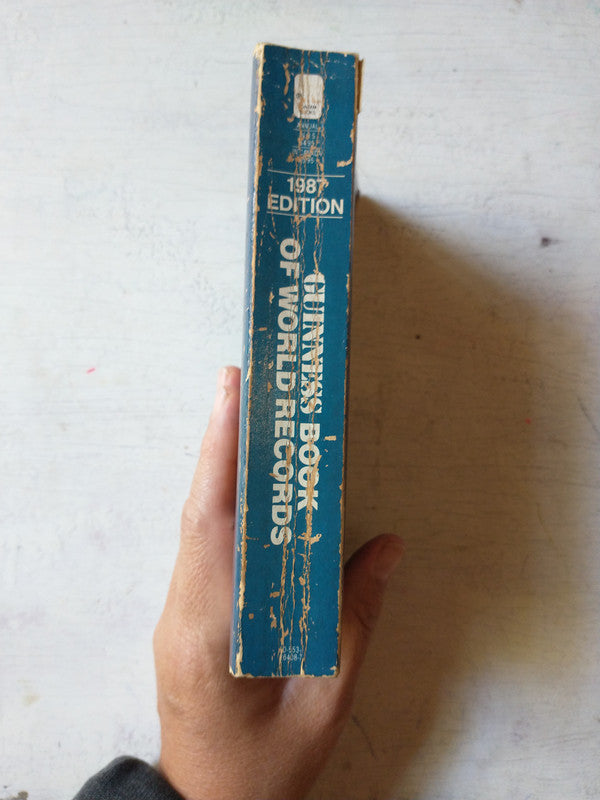 1987
EDITION
GUINNESS BOOK
OF WORLD RECORDS